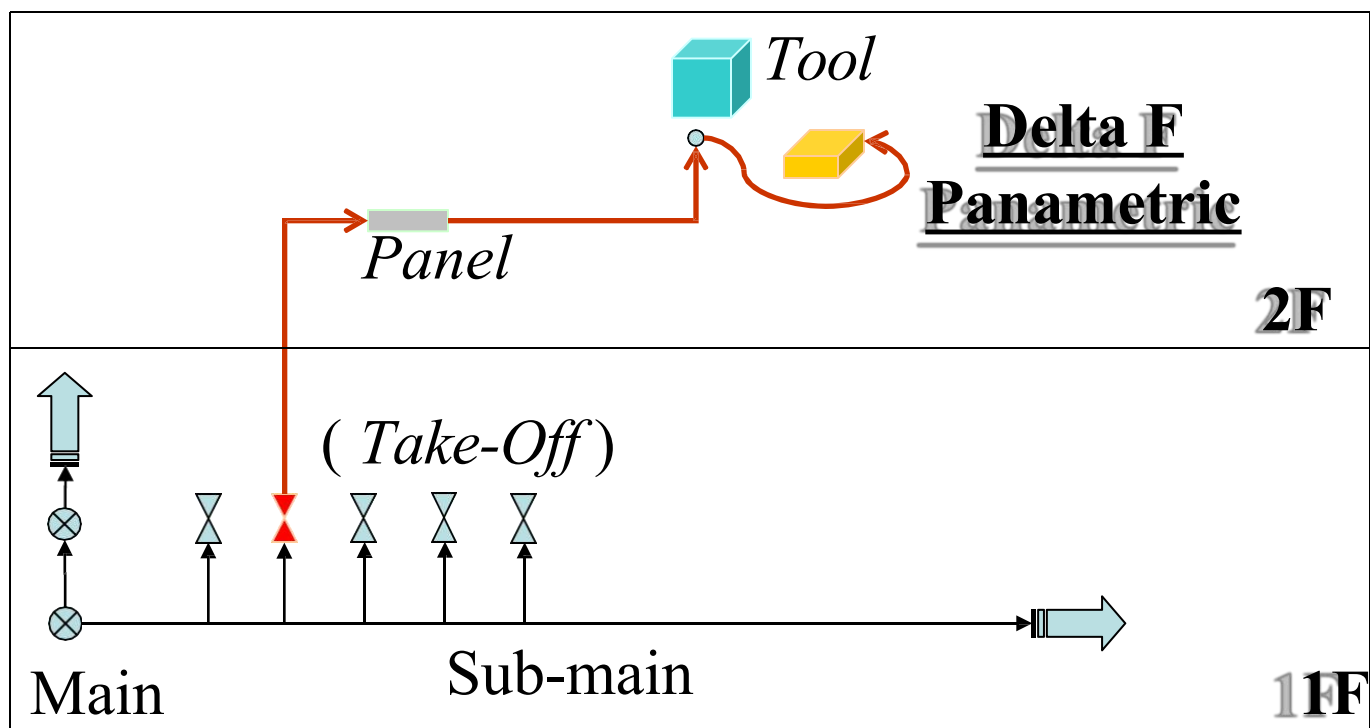 Tool
Delta F
Panametric
Panel
2F
( Take-Off )
Sub-main
Main
1F